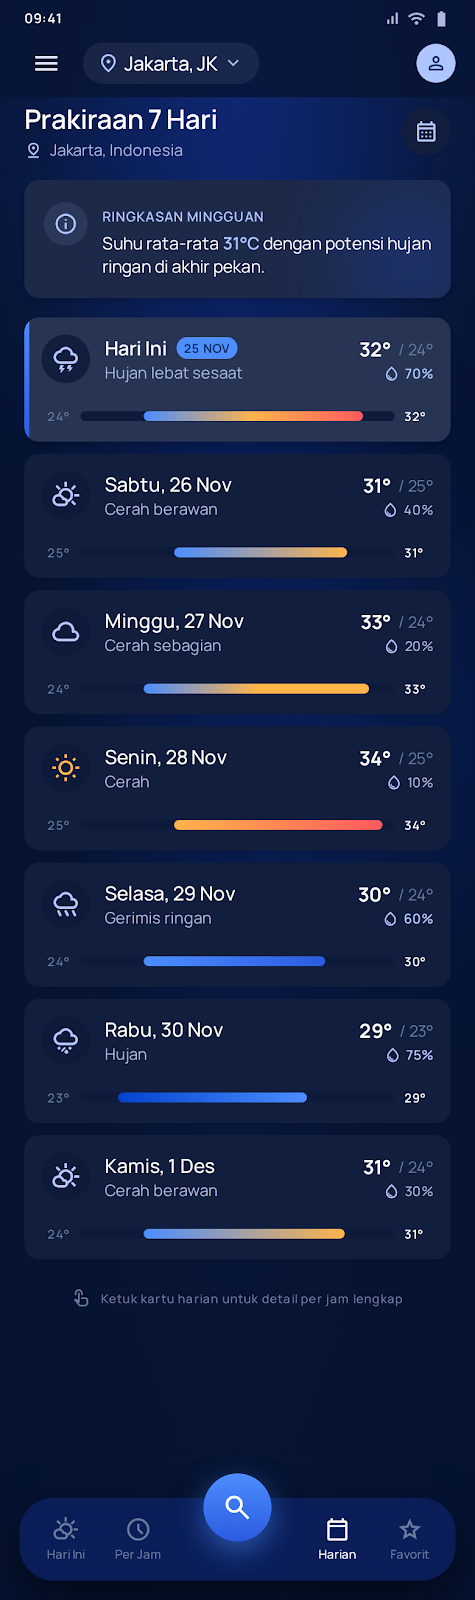 09:41
Jakarta, JK
Prakiraan 7 Hari
Jakarta, Indonesia
RINGKASAN MINGGUAN
Suhu rata-rata 31°C dengan potensi hujan
ringan di akhir pekan.
Hari Ini 25 NOV 32° / 24°
Hujan lebat sesaat 70%
24° 32°
Sabtu, 26 Nov 31° / 25°
Cerah berawan 40%
25° 31°
Minggu, 27 Nov 33° / 24°
Cerah sebagian 20%
24° 33°
Senin, 28 Nov 34° / 25°
Cerah 10%
25° 34°
Selasa, 29 Nov 30° / 24°
Gerimis ringan 60%
24° 30°
Rabu, 30 Nov 29° / 23°
Hujan 75%
23° 29°
Kamis, 1 Des 31° / 24°
Cerah berawan 30%
24° 31°
Ketuk kartu harian untuk detail per jam lengkap
Hari Ini Per Jam Harian Favorit